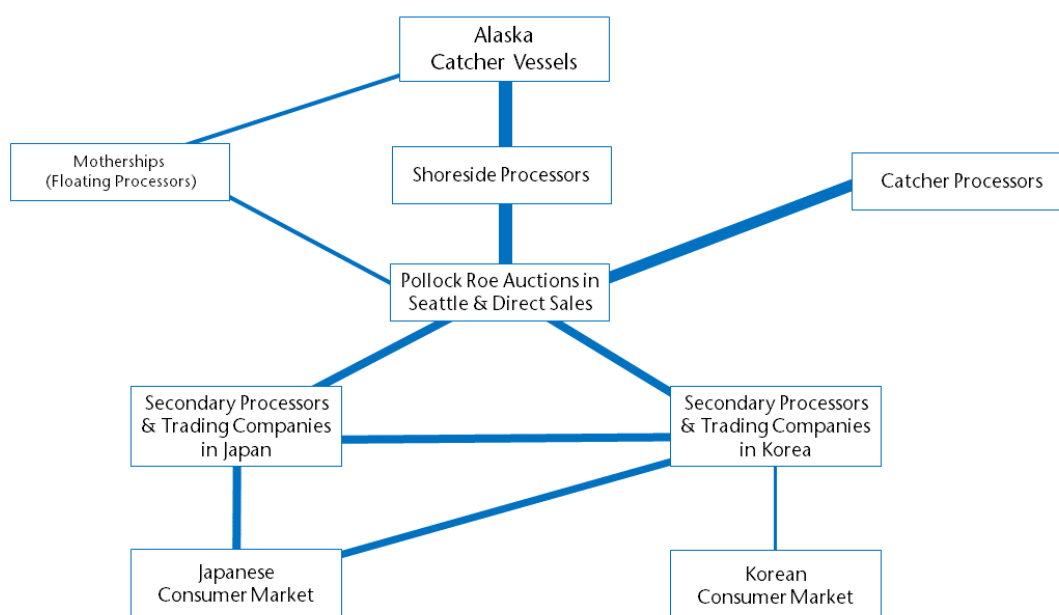 Alaska
Catcher Vessels
Motherships
(Floating Processors)
Shoreside Processors
Catcher Processors
Pollock Roe Auctions in
Seattle & Direct Sales
Secondary Processors
& Trading Companies
in Japan
Secondary Processors
& Trading Companies
in Korea
Japanese
Consumer Market
Korean
Consumer Market